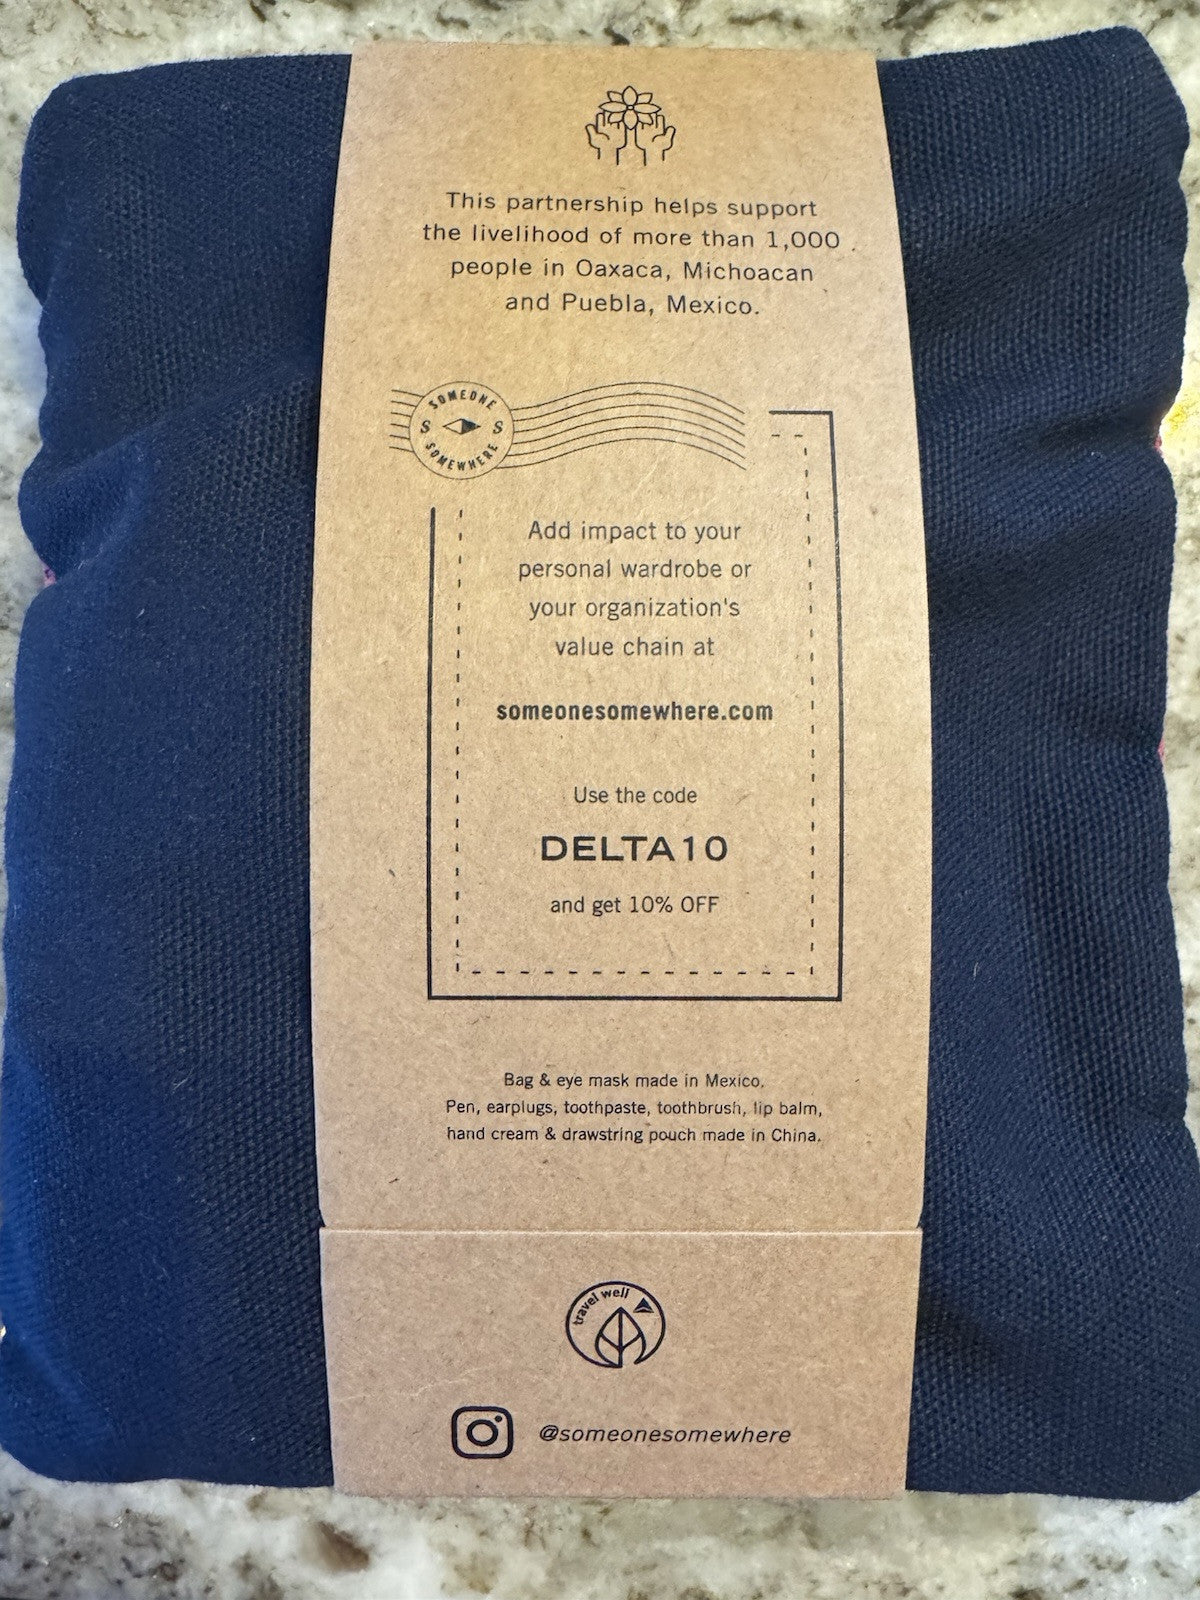 This partnership helps support
the livelihood of more than 1,000
people in Oaxaca, Michoacan
and Puebla, Mexico.
SOMEONE
S S
SOMEWHERE
Add impact to your
personal wardrobe or
your organization's
value chain at
someonesomewhere.com
Use the code
DELTA10
and get 10% OFF
Bag & eye mask made in Mexico.
Pen, earplugs, toothpaste, toothbrush, lip balm,
hand cream & drawstring pouch made in China.
travel well
@someonesomewhere